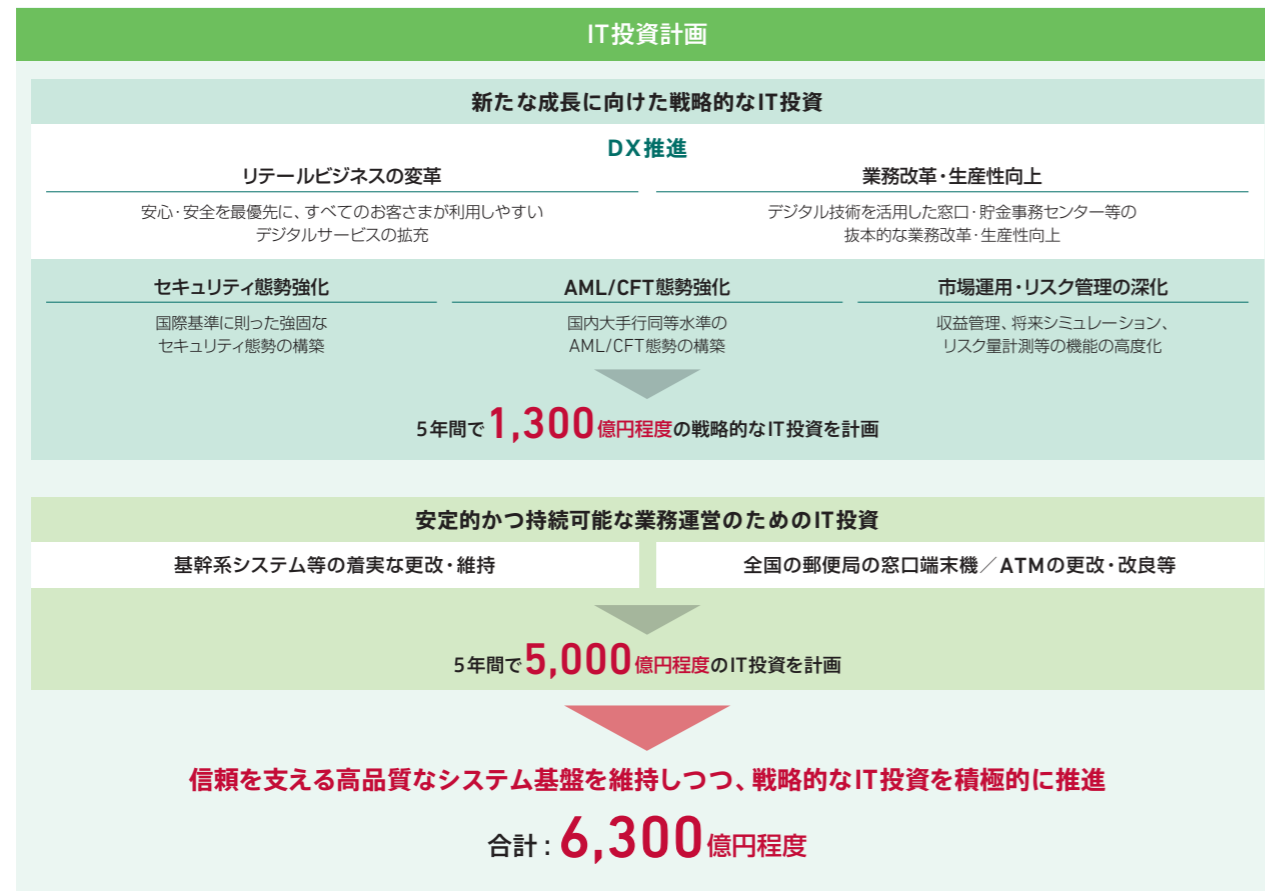 IT投資計画
新たな成長に向けた戦略的なIT投資
DX推進
リテールビジネスの変革
安心・安全を最優先に、すべてのお客さまが利用しやすい
デジタルサービスの拡充
業務改革・生産性向上
デジタル技術を活用した窓口・貯金事務センター等の
抜本的な業務改革・生産性向上
セキュリティ態勢強化
国際基準に則った強固な
セキュリティ態勢の構築
AML/CFT態勢強化
国内大手行同等水準の
AML/CFT態勢の構築
市場運用・リスク管理の深化
収益管理、将来シミュレーション、
リスク量計測等の機能の高度化
5年間で1,300億円程度の戦略的なIT投資を計画
安定的かつ持続可能な業務運営のためのIT投資
基幹系システム等の着実な更改・維持
全国の郵便局の窓口端末機／ATMの更改・改良等
5年間で5,000億円程度のIT投資を計画
信頼を支える高品質なシステム基盤を維持しつつ、戦略的なIT投資を積極的に推進
合計：6,300億円程度